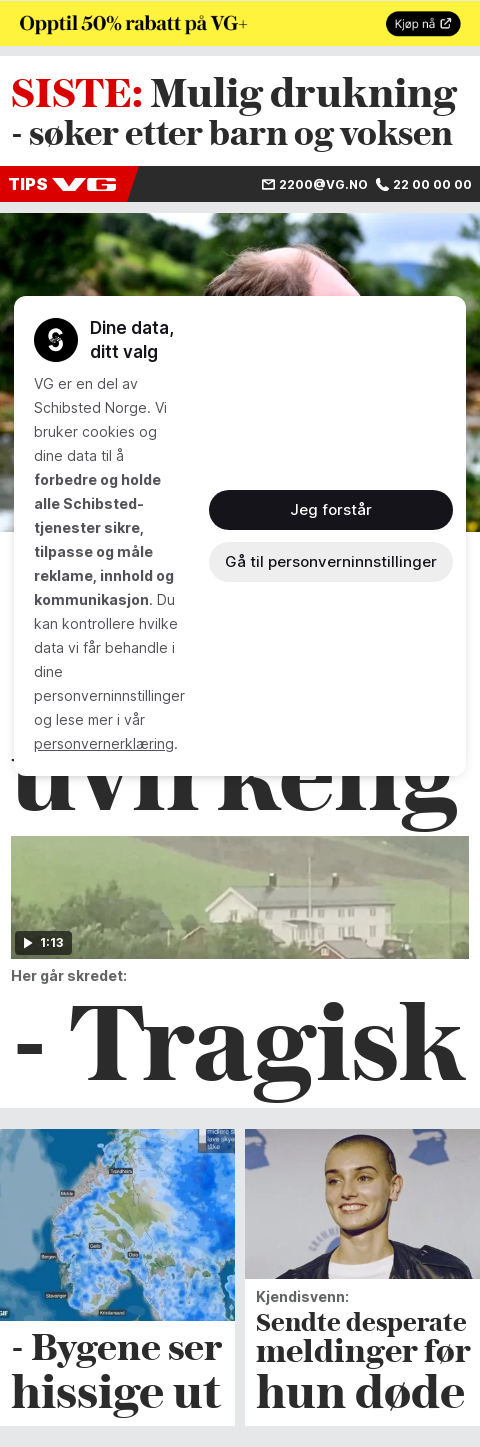 Opptil 50% rabatt på VG+
Kjøp nå
SISTE: Mulig drukning
- søker etter barn og voksen
TIPS VG
2200@VG.NO 22 00 00 00
Dine data,
ditt valg
VG er en del av
Schibsted Norge. Vi
bruker cookies og
dine data til å
forbedre og holde
alle Schibsted-
tjenester sikre,
tilpasse og måle
reklame, innhold og
kommunikasjon. Du
kan kontrollere hvilke
data vi får behandle i
dine
personverninnstillinger
og lese mer i vår
personvernerklæring.
Jeg forstår
Gå til personverninnstillinger
uvirkelig
1:13
Her går skredet:
- Tragisk
Trondheim
Molde
Bergen
Geilo
Oslo
Stavanger
Kristiansand
GIF
- Bygene ser
hissige ut
Kjendisvenn:
Sendte desperate
meldinger før
hun døde